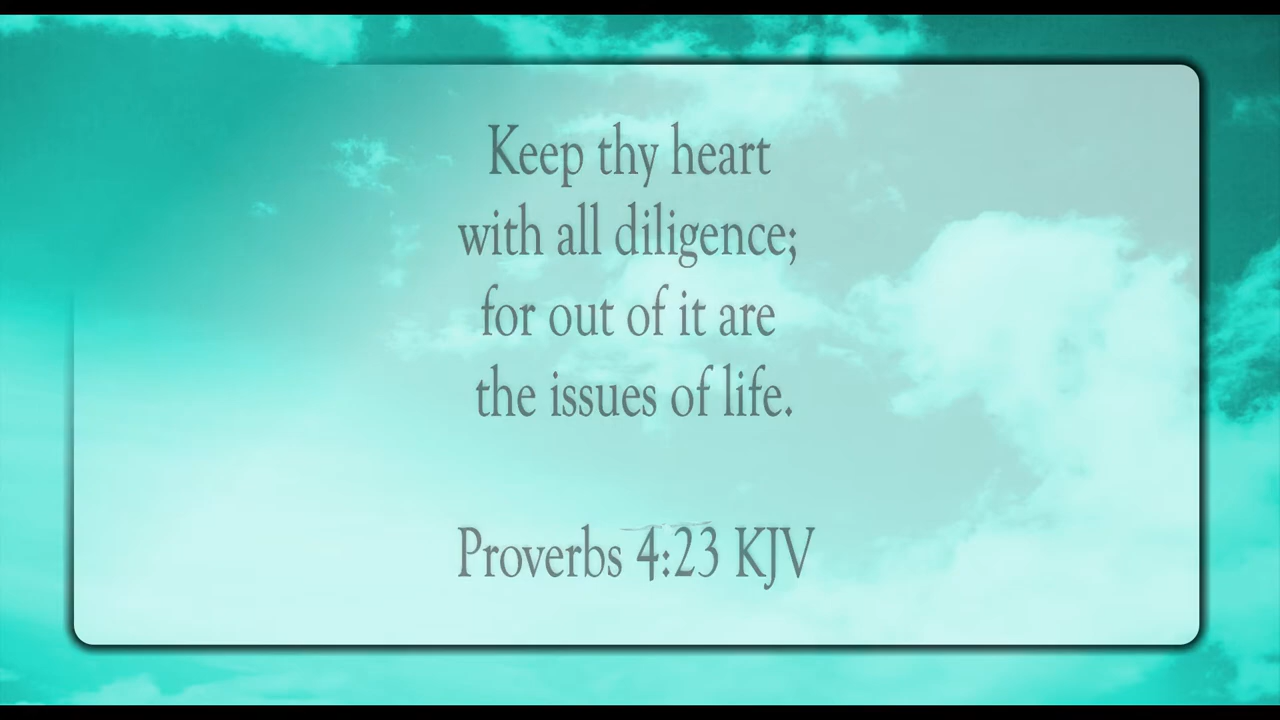 Keep thy heart
with all diligence;
for out of it are
the issues of life.
Proverbs 4:23 KJV